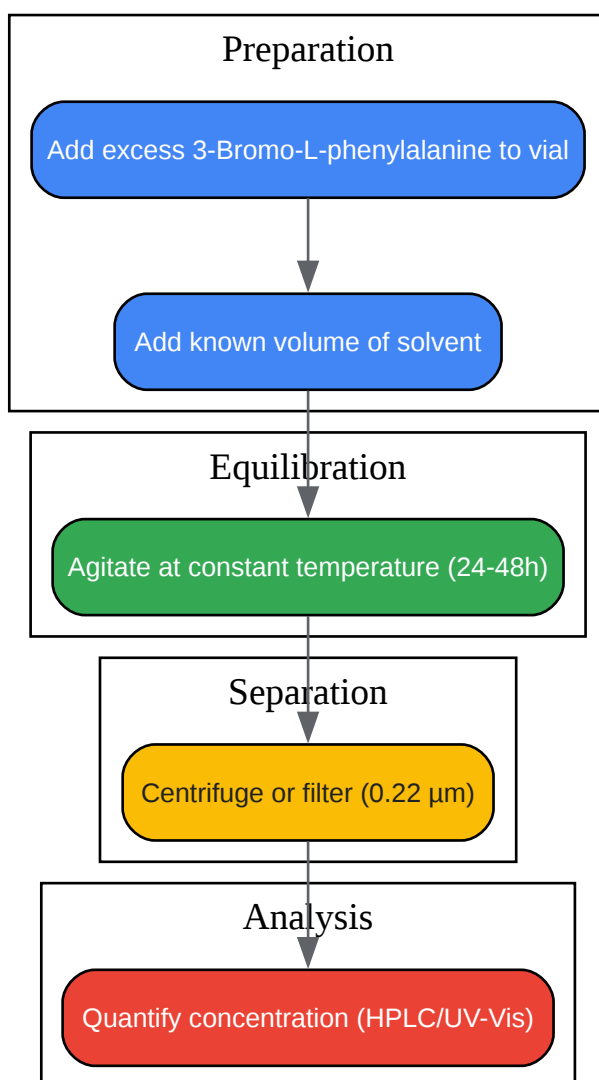 Preparation
Add excess 3-Bromo-L-phenylalanine to vial
Add known volume of solvent
Equilibration
Agitate at constant temperature (24-48h)
Separation
Centrifuge or filter (0.22 µm)
Analysis
Quantify concentration (HPLC/UV-Vis)